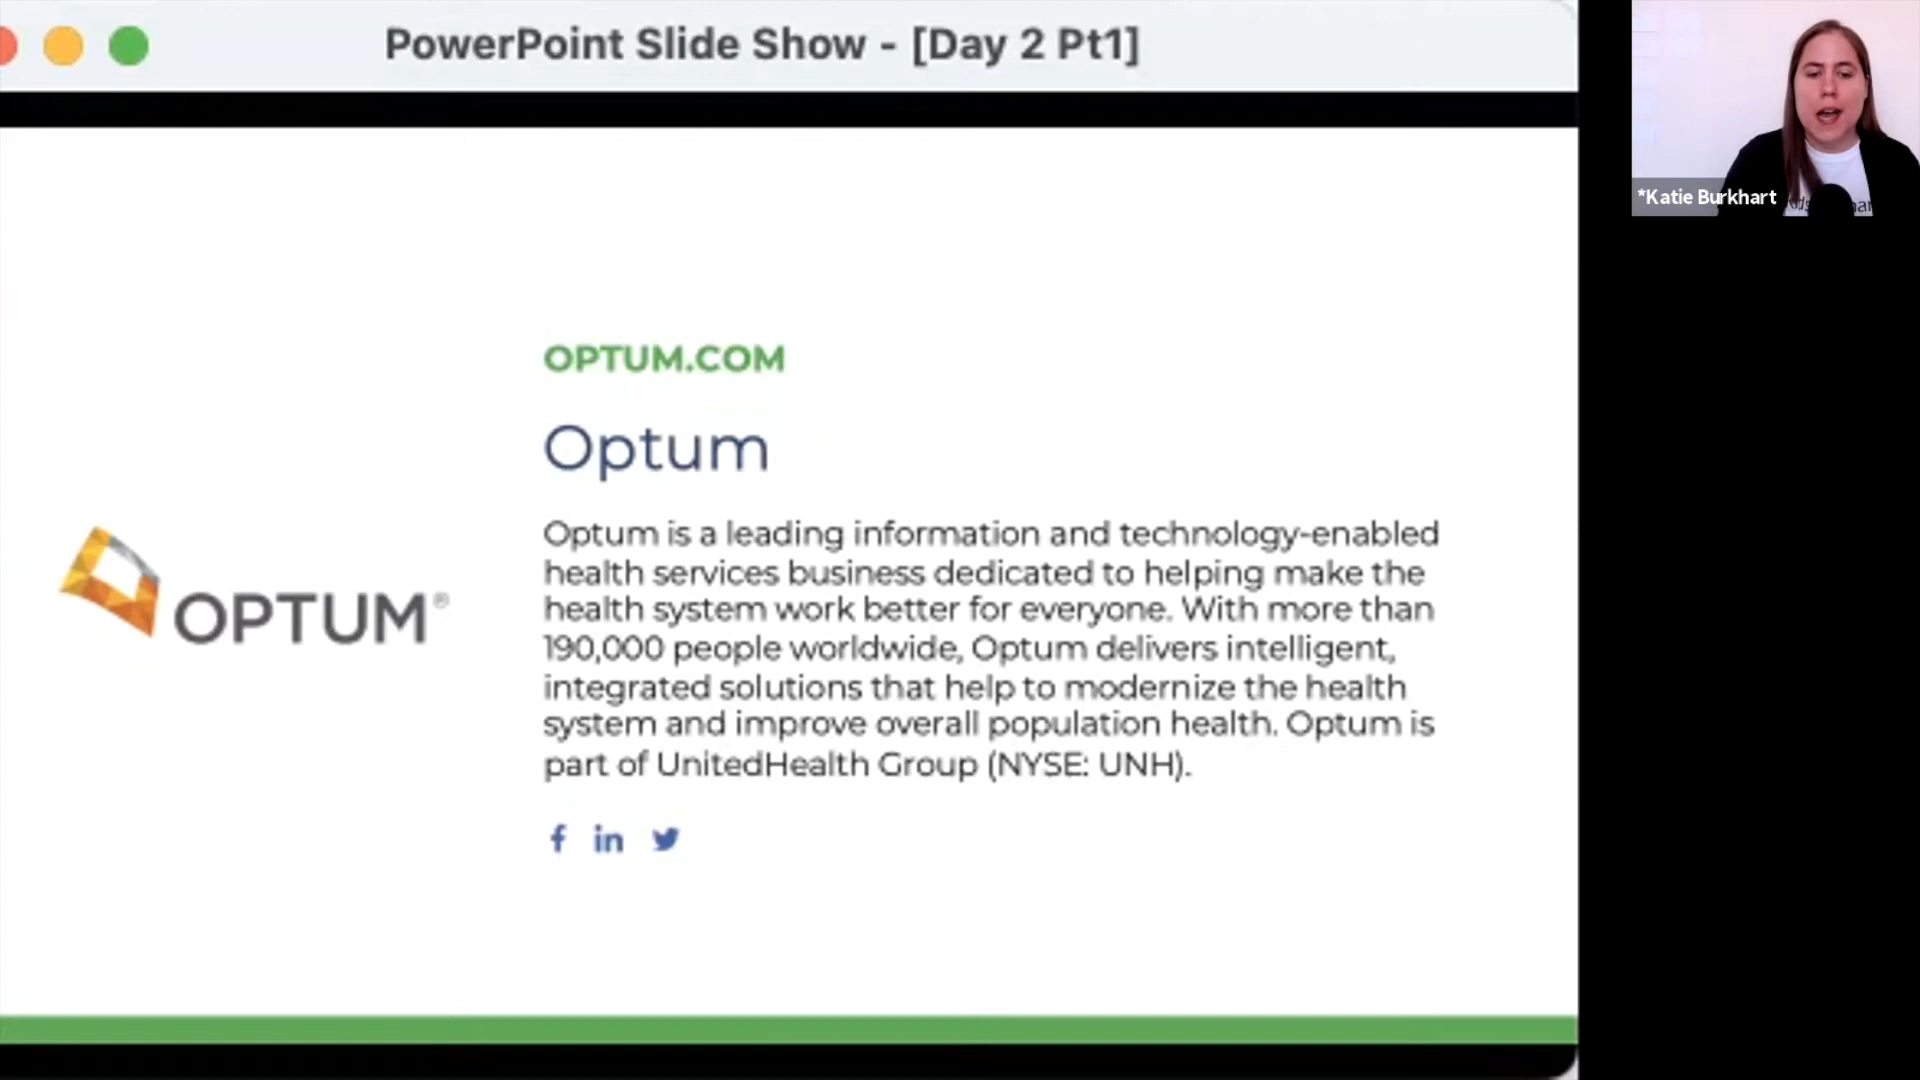 PowerPoint Slide Show - [Day 2 Pt1]
*Katie Burkhart
OPTUM.COM
Optum
OPTUM®
Optum is a leading information and technology-enabled
health services business dedicated to helping make the
health system work better for everyone. With more than
190,000 people worldwide, Optum delivers intelligent,
integrated solutions that help to modernize the health
system and improve overall population health. Optum is
part of UnitedHealth Group (NYSE: UNH).
f in